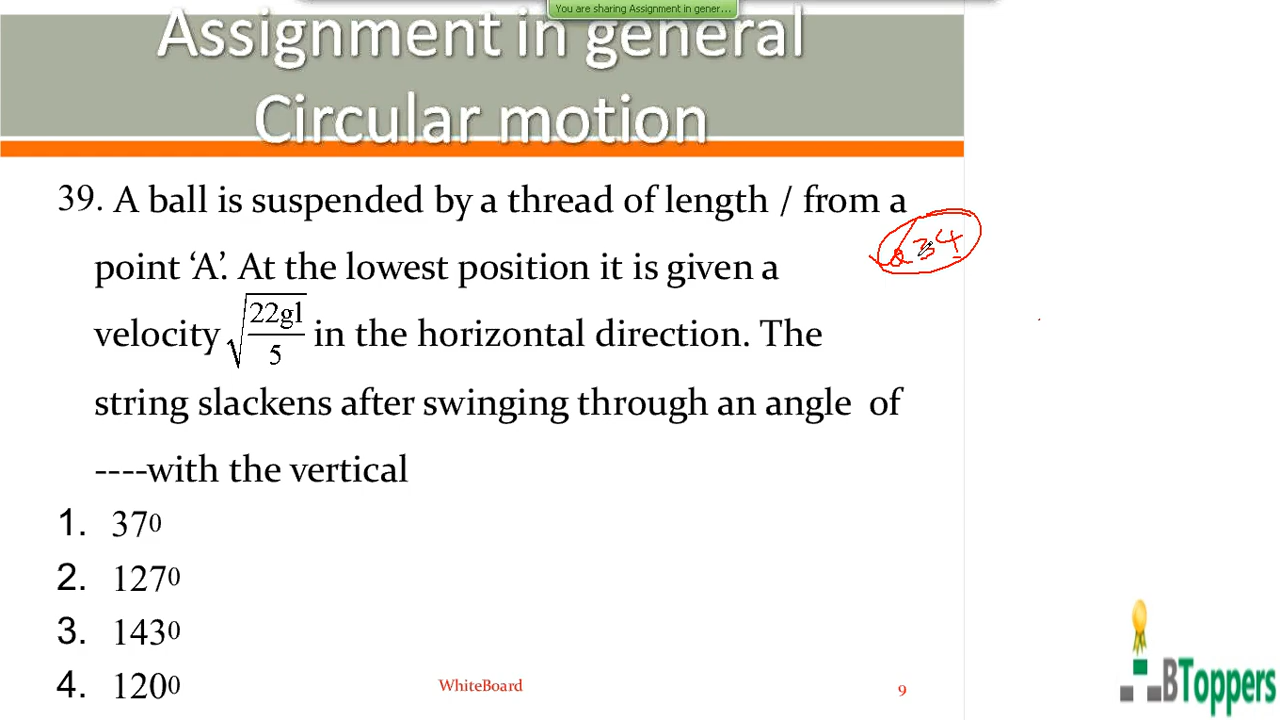 You are sharing Assignment in gener...
Assignment in general
Circular motion
39. A ball is suspended by a thread of length / from a
point ‘A’. At the lowest position it is given a
velocity √(22gl/5) in the horizontal direction. The
string slackens after swinging through an angle of
----with the vertical
1. 37⁰
2. 127⁰
3. 143⁰
4. 120⁰
WhiteBoard
9
BToppers